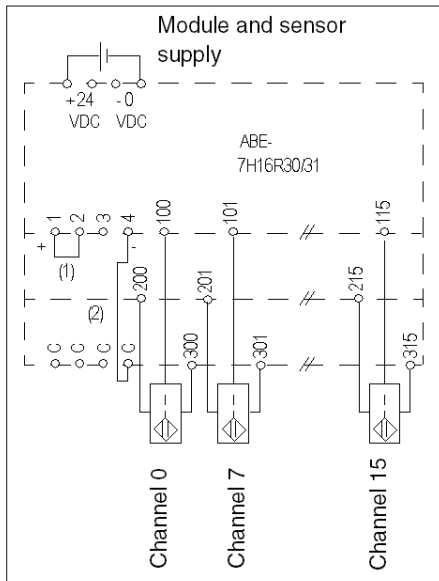 Module and sensor
supply
+24 -0
VDC VDC
ABE-
7H16R30/31
1 2 3 4 100 101 115
+ -
(1)
200 201 215
(2)
C C C C 300 301 315
Channel 0 Channel 7 Channel 15